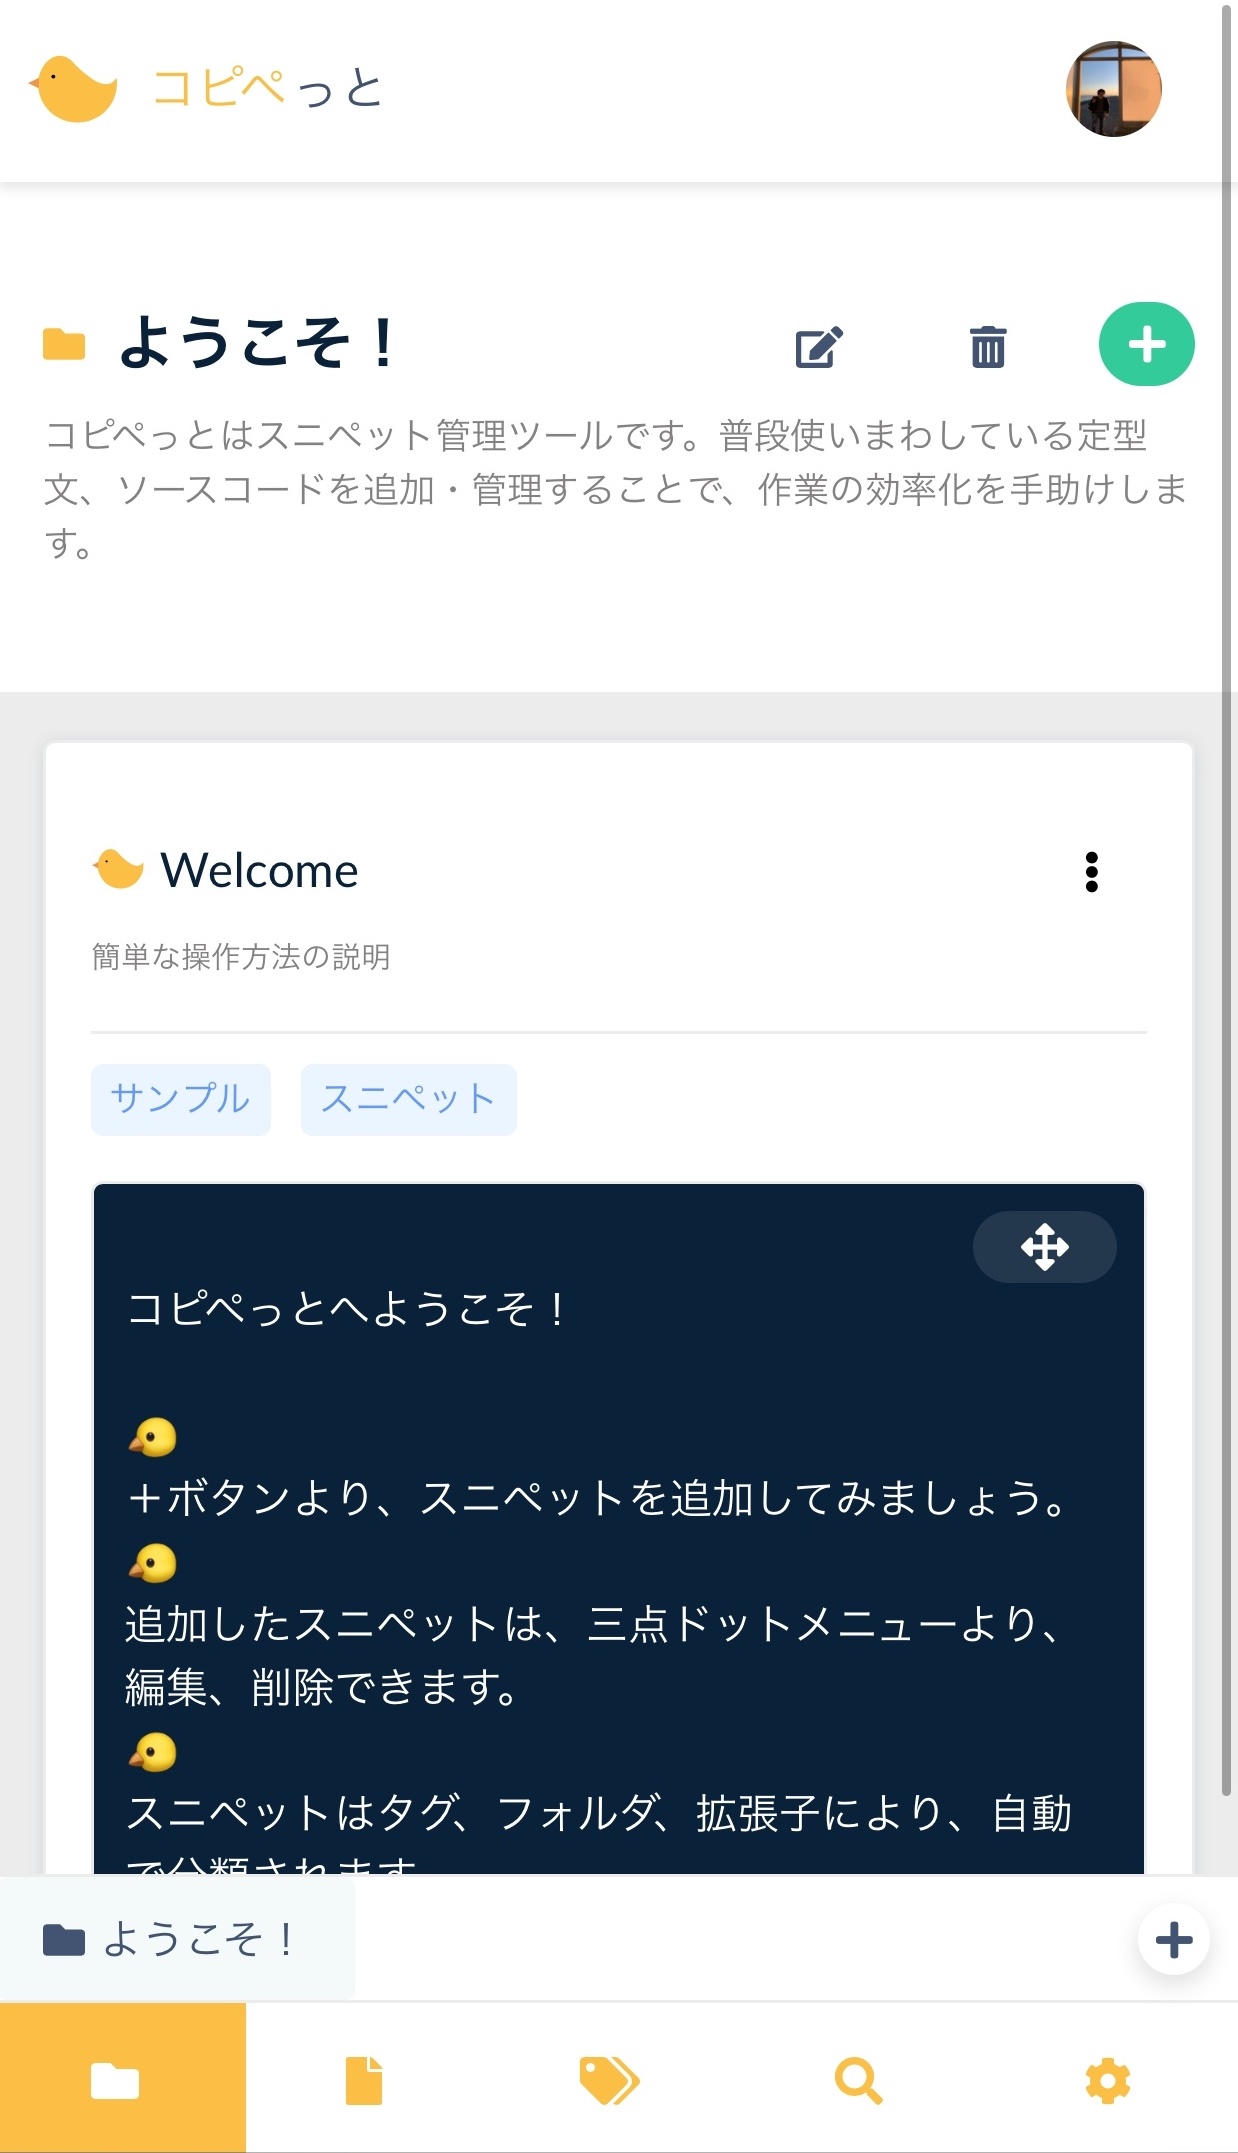 コピペっと
ようこそ！
コピペっとはスニペット管理ツールです。普段使いまわしている定型
文、ソースコードを追加・管理することで、作業の効率化を手助けしま
す。
Welcome
簡単な操作方法の説明
サンプル スニペット
コピペっとへようこそ！
＋ボタンより、スニペットを追加してみましょう。
追加したスニペットは、三点ドットメニューより、
編集、削除できます。
スニペットはタグ、フォルダ、拡張子により、自動
で分類されます
ようこそ！